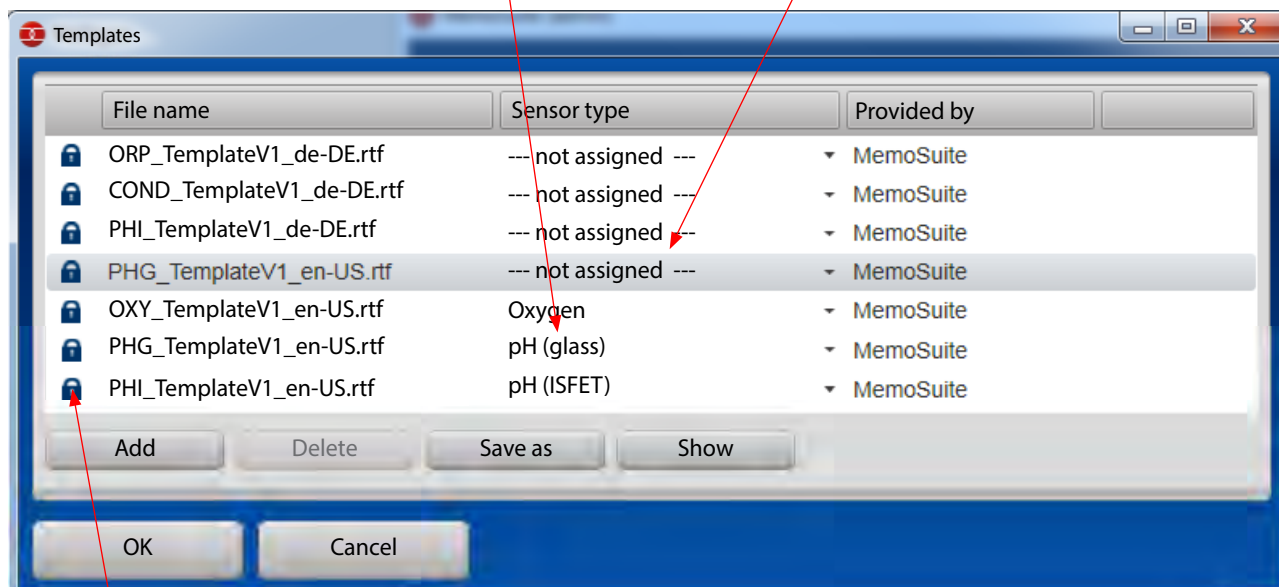 Templates
File name Sensor type Provided by
ORP_TemplateV1_de-DE.rtf --- not assigned --- MemoSuite
COND_TemplateV1_de-DE.rtf --- not assigned --- MemoSuite
PHI_TemplateV1_de-DE.rtf --- not assigned --- MemoSuite
PHG_TemplateV1_en-US.rtf --- not assigned --- MemoSuite
OXY_TemplateV1_en-US.rtf Oxygen MemoSuite
PHG_TemplateV1_en-US.rtf pH (glass) MemoSuite
PHI_TemplateV1_en-US.rtf pH (ISFET) MemoSuite
Add Delete Save as Show
OK Cancel